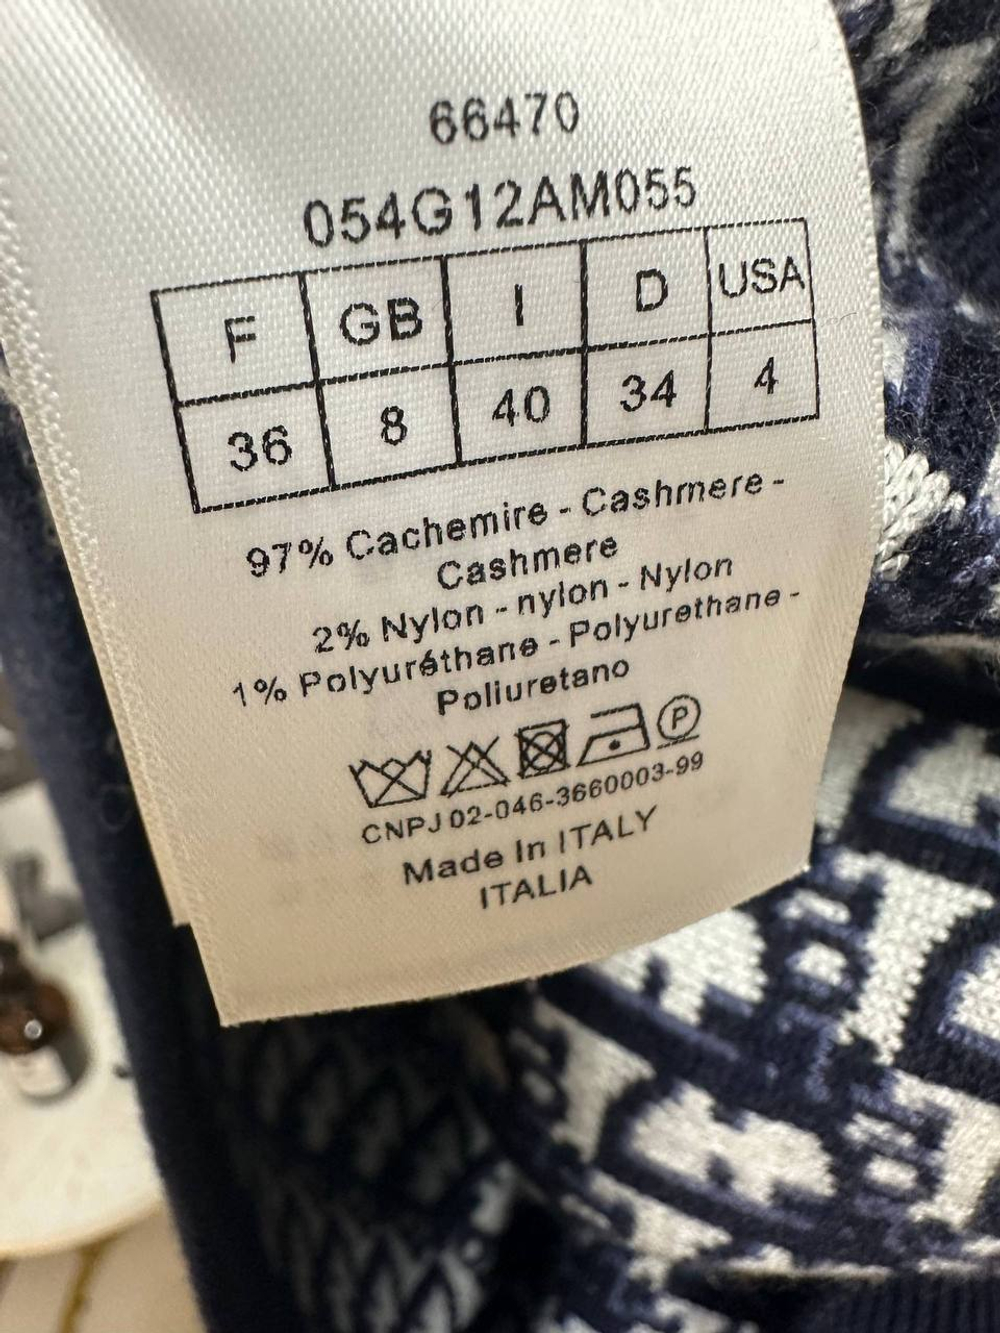 66470
054G12AM055
F GB I D USA
36 8 40 34 4
97% Cachemire - Cashmere -
Cashmere
2% Nylon - nylon - Nylon
1% Polyuréthane - Polyurethane -
Poliuretano
P
CNPJ 02-046-3660003-99
Made In ITALY
ITALIA